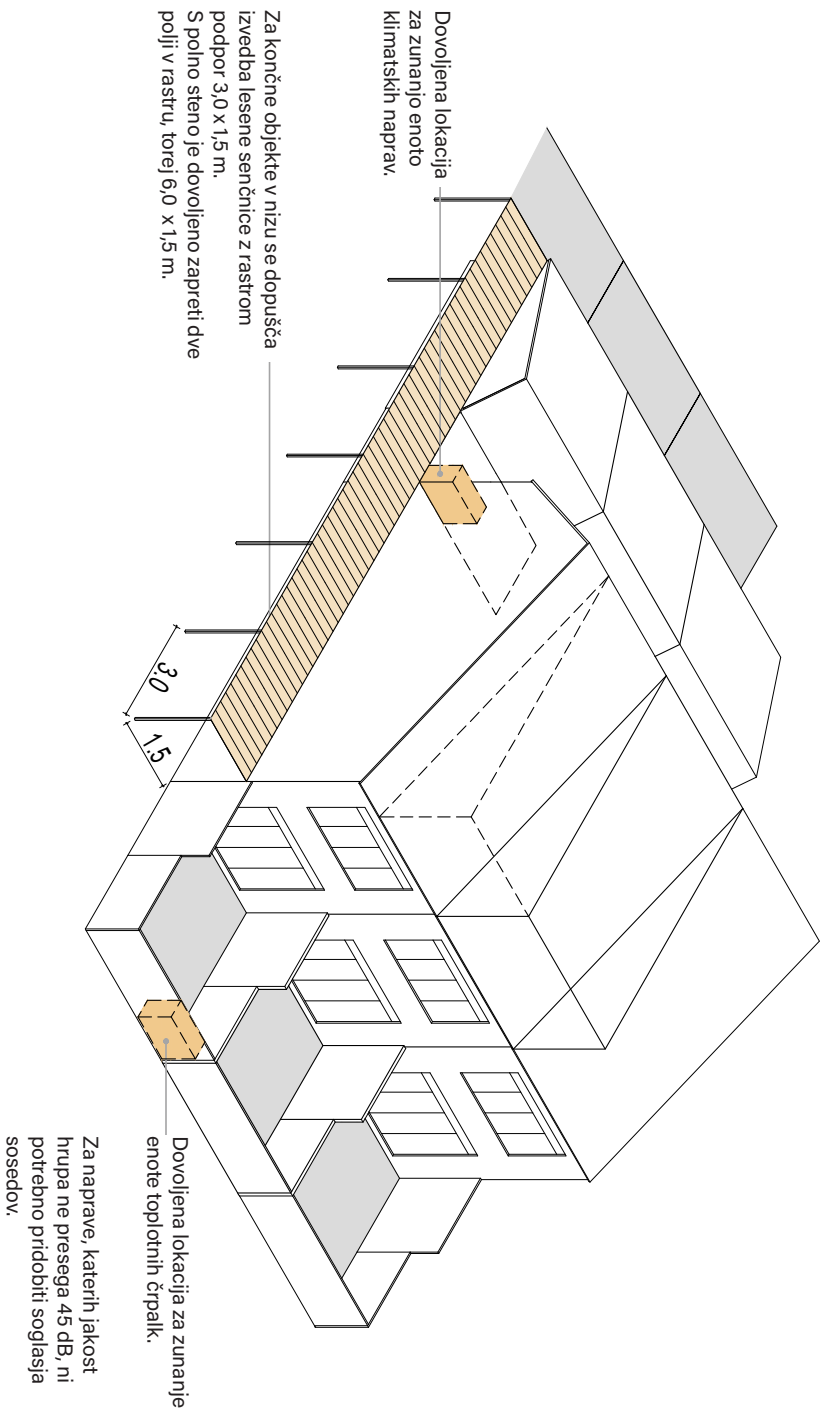 Dovoljena lokacija
za zunanjo enoto
klimatskih naprav.
Za končne objekte v nizu se dopušča
izvedba lesene senčnice z rastrom
podpor 3,0 x 1,5 m.
S polno steno je dovoljeno zapreti dve
polji v rastru, torej 6,0 x 1,5 m.
3.0
1.5
Dovoljena lokacija za zunanje
enote toplotnih črpalk.
Za naprave, katerih jakost
hrupa ne presega 45 dB, ni
potrebno pridobiti soglasja
sosedov.